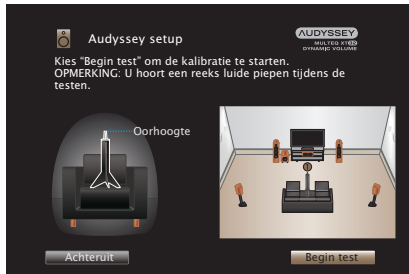 Audyssey setup
AUDYSSEY
MULTEQ XT32
DYNAMIC VOLUME
Kies “Begin test” om de kalibratie te starten.
OPMERKING: U hoort een reeks luide piepen tijdens de
testen.
Oorhoogte
Achteruit
Begin test